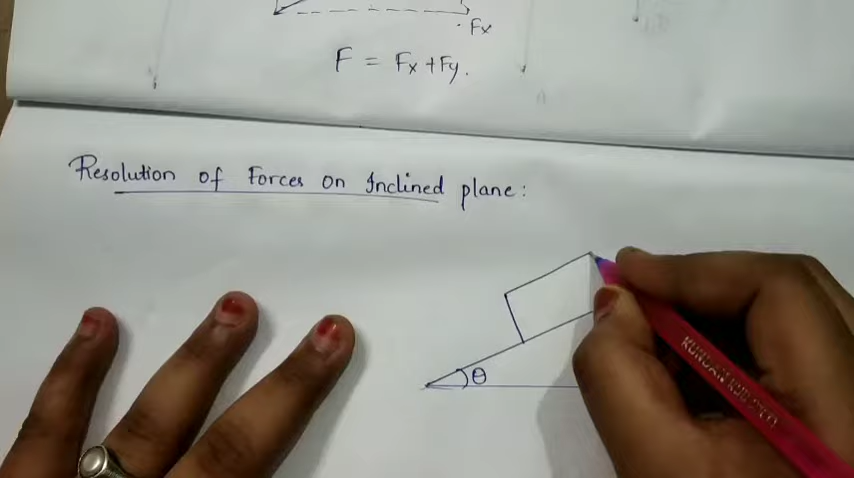 Fx
F = Fx + Fy.
Resolution of Forces on Inclined plane:
θ